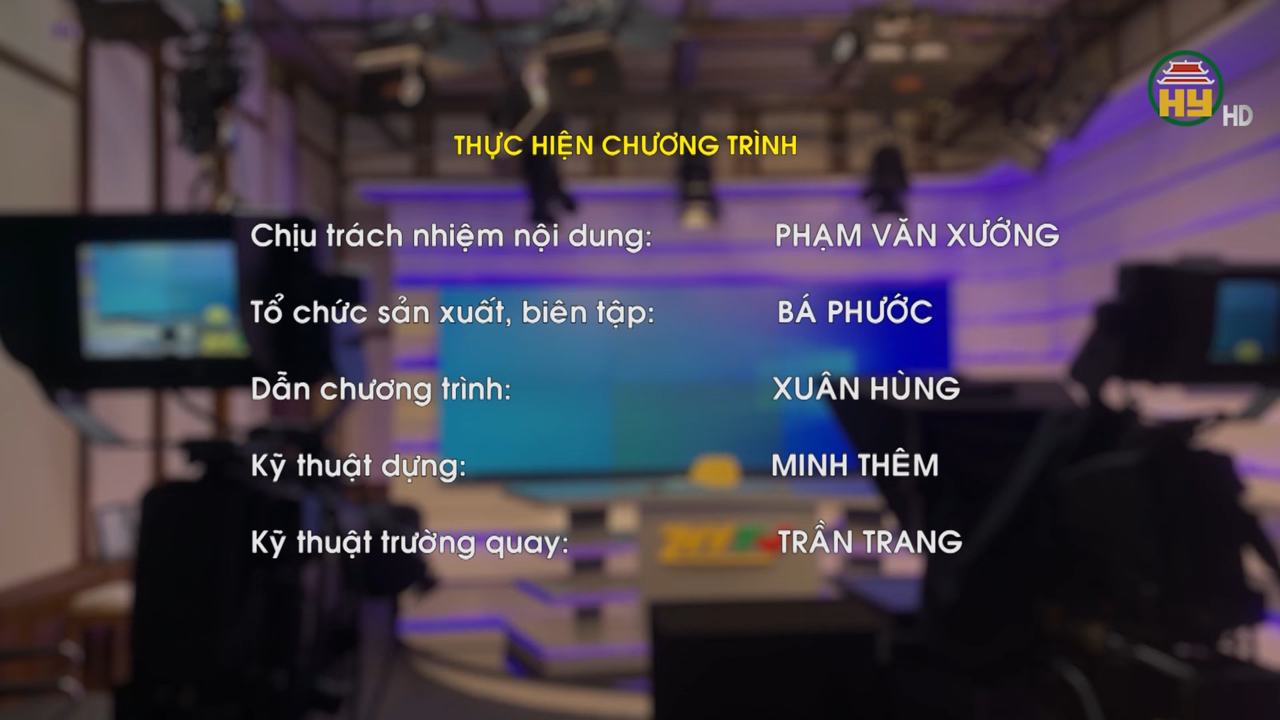 HY HD
THỰC HIỆN CHƯƠNG TRÌNH
Chịu trách nhiệm nội dung: PHẠM VĂN XƯỚNG
Tổ chức sản xuất, biên tập: BÁ PHƯỚC
Dẫn chương trình: XUÂN HÙNG
Kỹ thuật dựng: MINH THÊM
Kỹ thuật trường quay: TRẦN TRANG